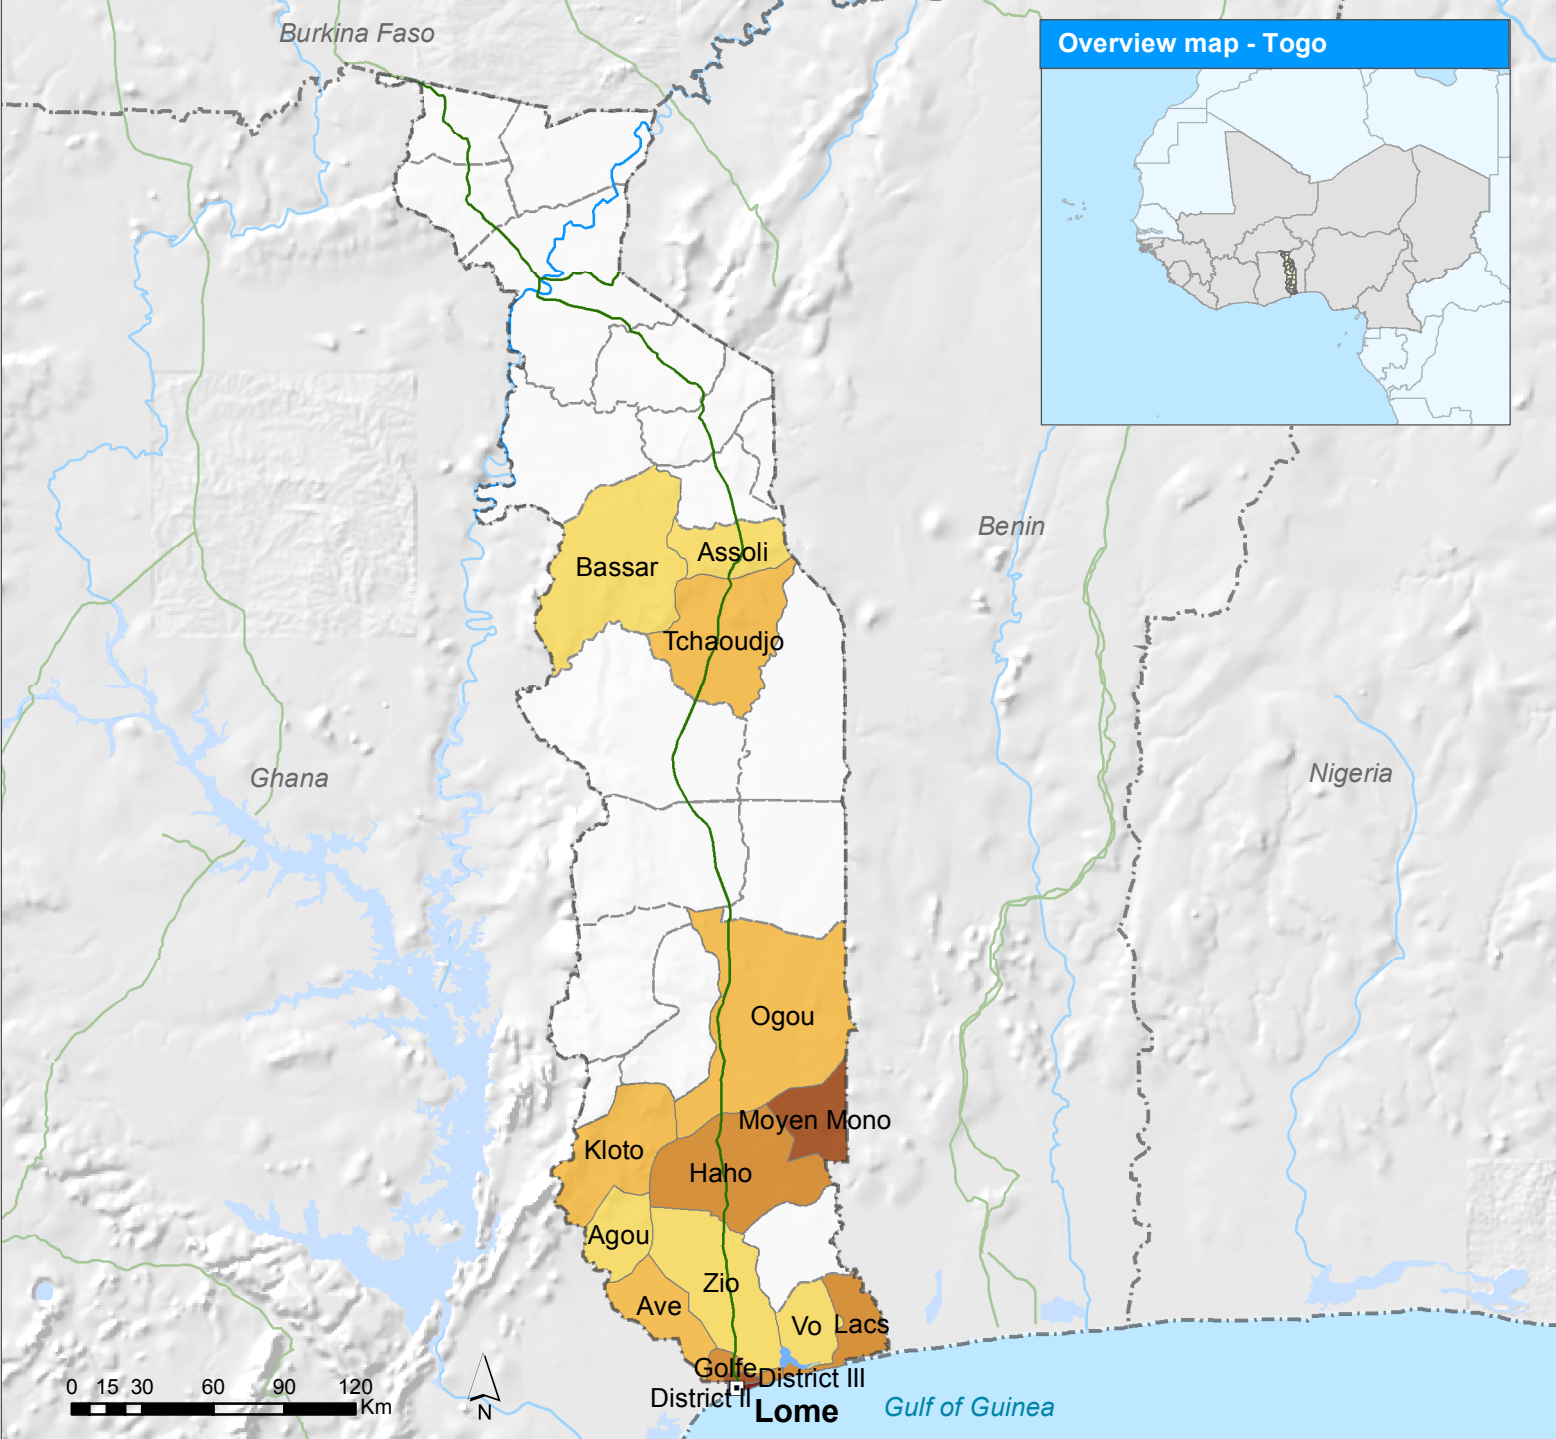 Burkina Faso
Overview map - Togo
Benin
Assoli
Bassar
Tchaoudjo
Ghana
Nigeria
Ogou
Moyen Mono
Kloto
Haho
Agou
Zio
Ave
Vo
Lacs
Golfe
District III
District II
Lome
Gulf of Guinea
0 15 30 60 90 120
Km
N